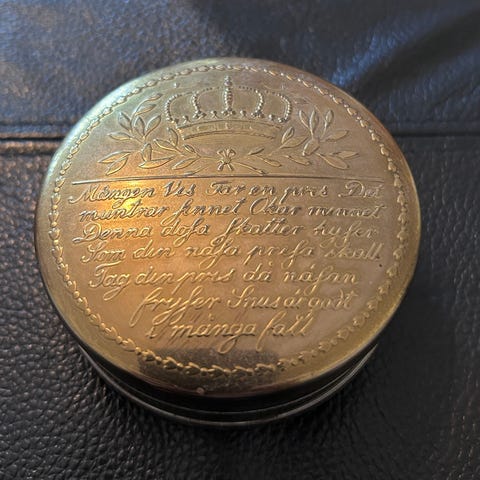 Mången Vis Tar en pris Det
muntrar sinnet Ökar minnet
Denna dosa skatter hyser
Som din näsa prisa skall
Tag din pris då näsan
fryser Snus är godt
i många fall